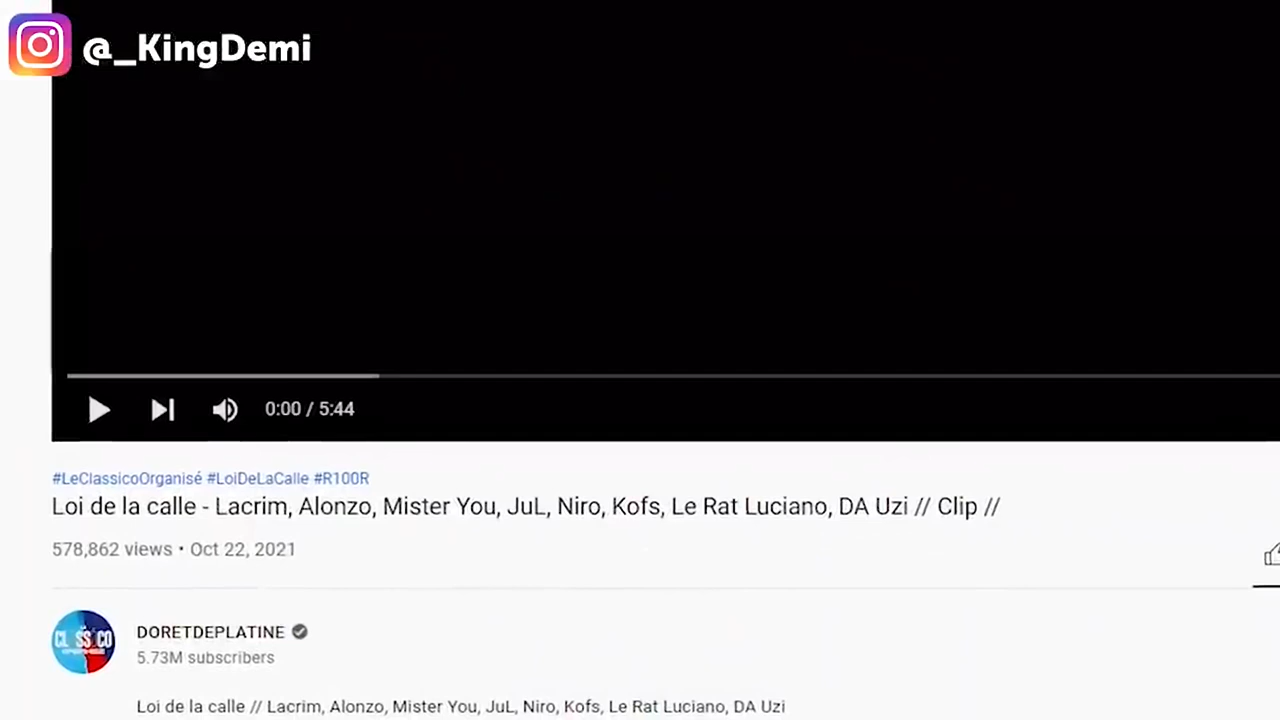 @_KingDemi
0:00 / 5:44
#LeClassicoOrganisé #LoiDeLaCalle #R100R
Loi de la calle - Lacrim, Alonzo, Mister You, JuL, Niro, Kofs, Le Rat Luciano, DA Uzi // Clip //
578,862 views • Oct 22, 2021
DORETDEPLATINE
5.73M subscribers
Loi de la calle // Lacrim, Alonzo, Mister You, JuL, Niro, Kofs, Le Rat Luciano, DA Uzi